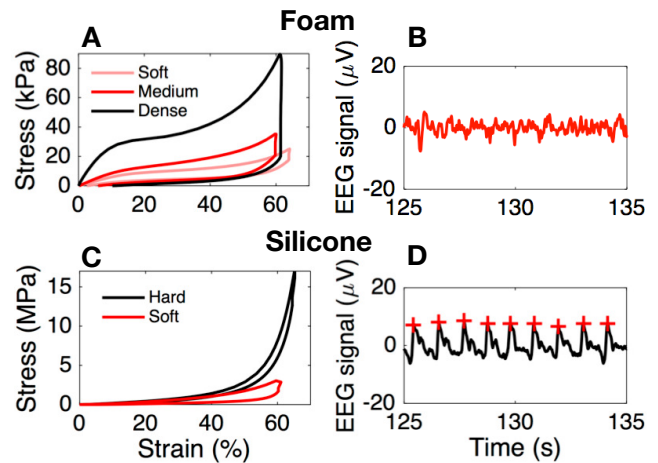 Foam
A
Stress (kPa)
80
60
40
20
0
Soft
Medium
Dense
0
20
40
60
B
EEG signal (μV)
20
0
-20
125
130
135
Silicone
C
Stress (MPa)
15
10
5
0
Hard
Soft
0
20
40
60
Strain (%)
D
EEG signal (μV)
20
0
-20
125
130
135
Time (s)